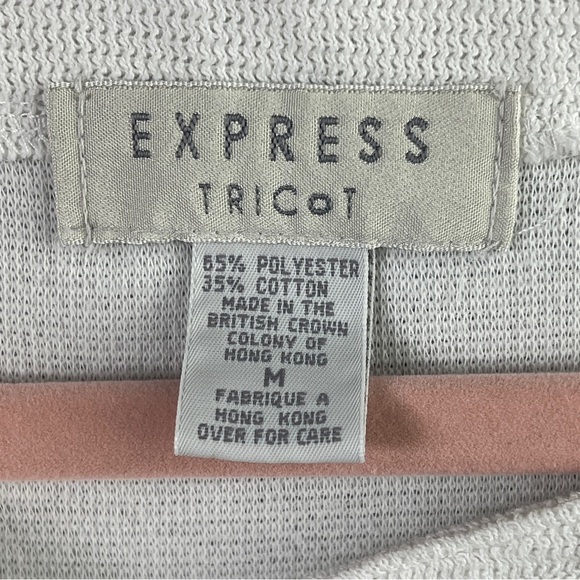 EXPRESS
TRICOT
65% POLYESTER
35% COTTON
MADE IN THE
BRITISH CROWN
COLONY OF
HONG KONG
M
FABRIQUE A
HONG KONG
OVER FOR CARE